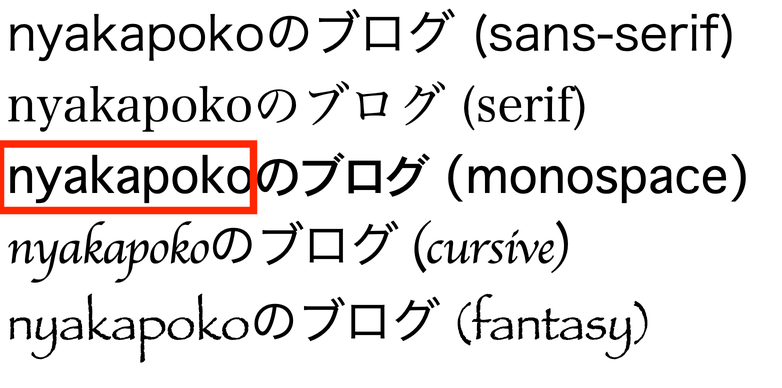 nyakapokoのブログ (sans-serif)
nyakapokoのブログ (serif)
nyakapokoのブログ (monospace)
nyakapokoのブログ (cursive)
nyakapokoのブログ (fantasy)